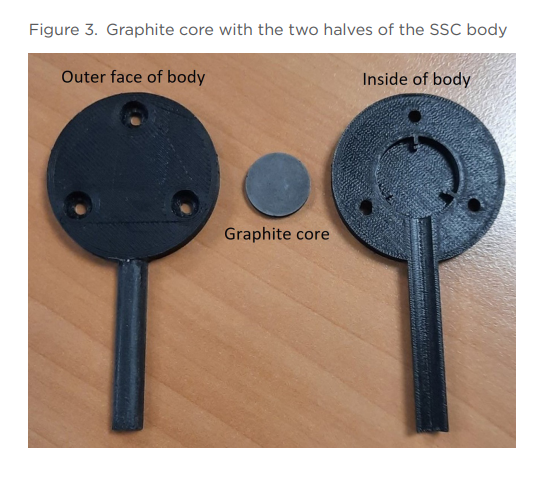 Figure 3. Graphite core with the two halves of the SSC body
Outer face of body
Inside of body
Graphite core